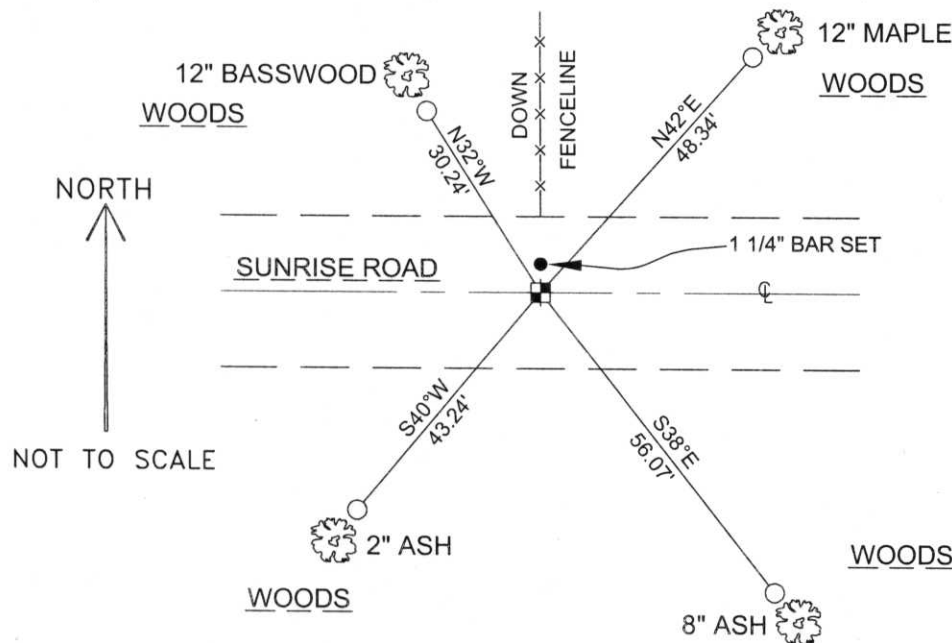 12" MAPLE
12" BASSWOOD
WOODS
WOODS
DOWN
FENCELINE
N32°W
30.24'
N42°E
48.34'
NORTH
1 1/4" BAR SET
SUNRISE ROAD
℄
S40°W
43.24'
S38°E
56.07'
NOT TO SCALE
2" ASH
WOODS
WOODS
8" ASH